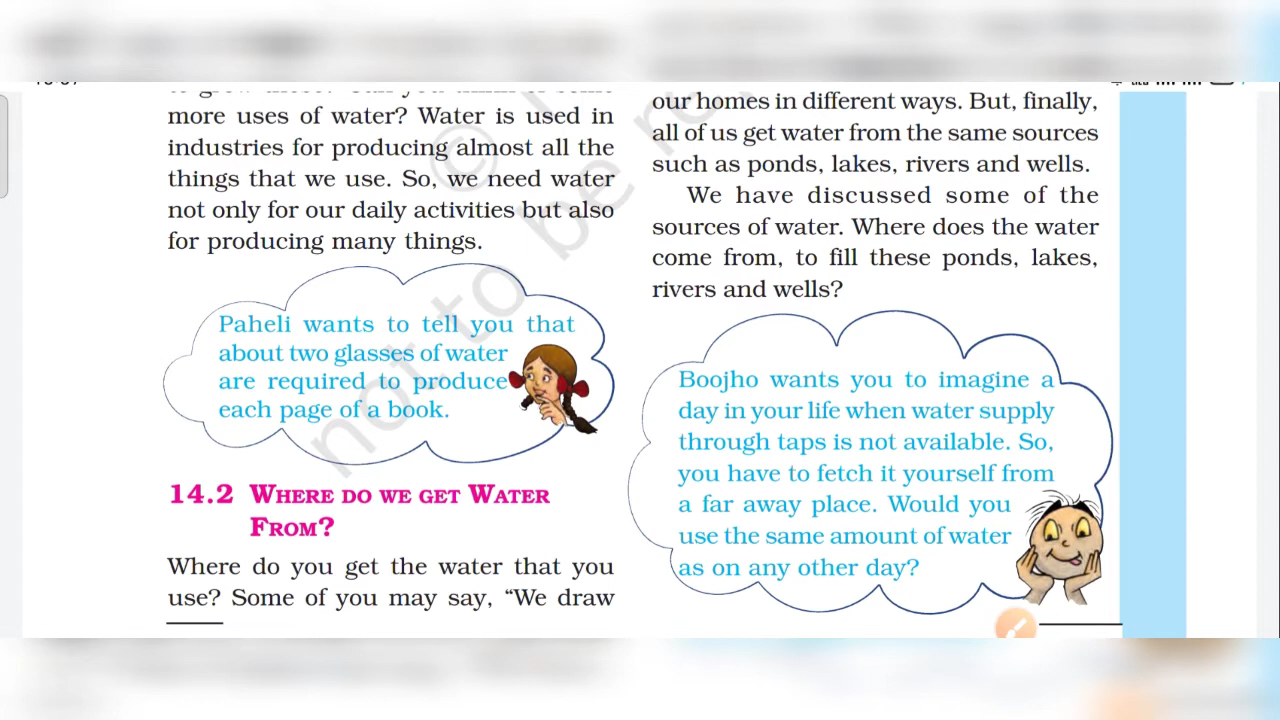 more uses of water? Water is used in
industries for producing almost all the
things that we use. So, we need water
not only for our daily activities but also
for producing many things.
Paheli wants to tell you that
about two glasses of water
are required to produce
each page of a book.
14.2 WHERE DO WE GET WATER
FROM?
Where do you get the water that you
use? Some of you may say, “We draw
our homes in different ways. But, finally,
all of us get water from the same sources
such as ponds, lakes, rivers and wells.
We have discussed some of the
sources of water. Where does the water
come from, to fill these ponds, lakes,
rivers and wells?
Boojho wants you to imagine a
day in your life when water supply
through taps is not available. So,
you have to fetch it yourself from
a far away place. Would you
use the same amount of water
as on any other day?
© not to be